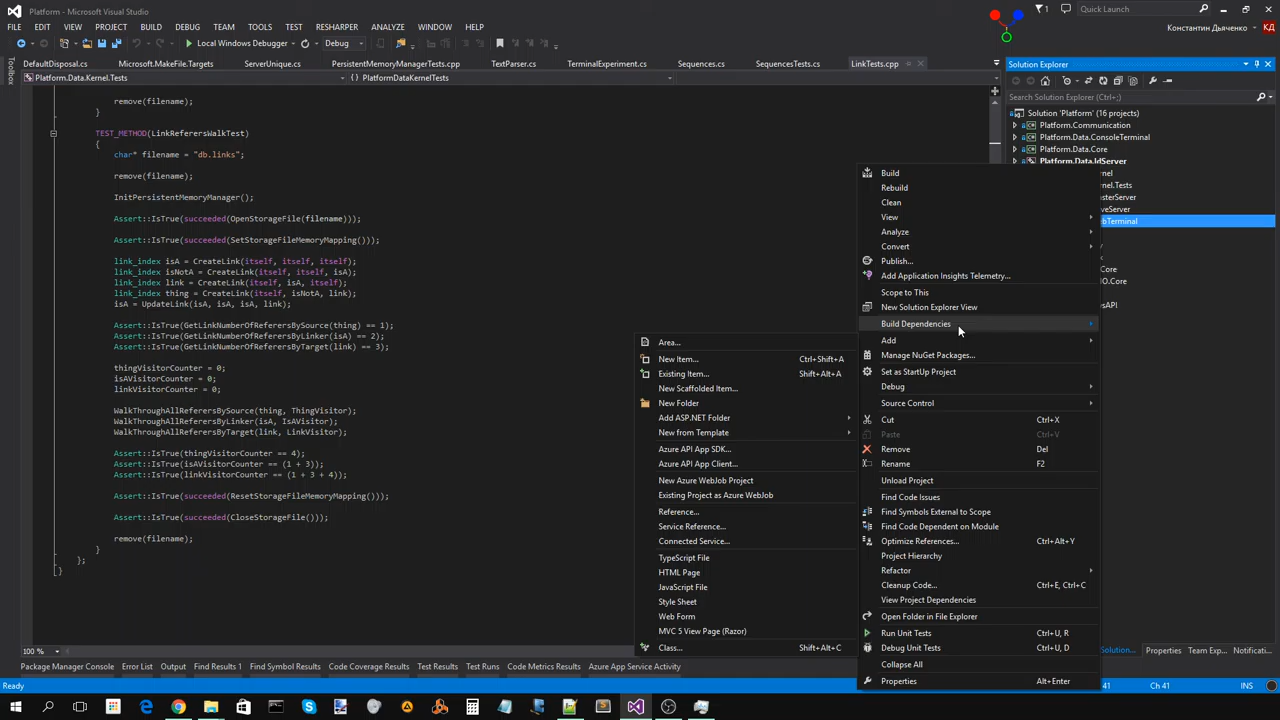 Platform - Microsoft Visual Studio
1
Quick Launch (Ctrl+Q)
FILE EDIT VIEW PROJECT BUILD DEBUG TEAM TOOLS TEST RESHARPER ANALYZE WINDOW HELP
Константин Дьяченко КД
Local Windows Debugger
Debug
Toolbox
DefaultDisposal.cs Microsoft.MakeFile.Targets ServerUnique.cs PersistentMemoryManagerTests.cpp TextParser.cpp TerminalExperiment.cs Sequences.cs SequencesTests.cs LinkTests.cpp
Platform.Data.Kernel.Tests PlatformDataKernelTests
remove(filename);
}
TEST_METHOD(LinkReferersWalkTest)
{
char* filename = "db.links";
remove(filename);
InitPersistentMemoryManager();
Assert::IsTrue(succeeded(OpenStorageFile(filename)));
Assert::IsTrue(succeeded(SetStorageFileMemoryMapping()));
link_index isA = CreateLink(itself, itself, itself);
link_index isNotA = CreateLink(itself, itself, isA);
link_index link = CreateLink(itself, isA, itself);
link_index thing = CreateLink(itself, isNotA, link);
isA = UpdateLink(isA, isA, isA, link);
Assert::IsTrue(GetLinkNumberOfReferersBySource(thing) == 1);
Assert::IsTrue(GetLinkNumberOfReferersByLinker(isA) == 2);
Assert::IsTrue(GetLinkNumberOfReferersByTarget(link) == 3);
thingVisitorCounter = 0;
isAVisitorCounter = 0;
linkVisitorCounter = 0;
WalkThroughAllReferersBySource(thing, ThingVisitor);
WalkThroughAllReferersByLinker(isA, IsAVisitor);
WalkThroughAllReferersByTarget(link, LinkVisitor);
Assert::IsTrue(thingVisitorCounter == 4);
Assert::IsTrue(isAVisitorCounter == (1 + 3));
Assert::IsTrue(linkVisitorCounter == (1 + 3 + 4));
Assert::IsTrue(succeeded(ResetStorageFileMemoryMapping()));
Assert::IsTrue(succeeded(CloseStorageFile()));
remove(filename);
}
};
}
100 %
Area...
New Item... Ctrl+Shift+A
Existing Item... Shift+Alt+A
New Scaffolded Item...
New Folder
Add ASP.NET Folder
New from Template
Azure API App SDK...
Azure API App Client...
New Azure WebJob Project
Existing Project as Azure WebJob
Reference...
Service Reference...
Connected Service...
TypeScript File
HTML Page
JavaScript File
Style Sheet
Web Form
MVC 5 View Page (Razor)
Class... Shift+Alt+C
Build
Rebuild
Clean
View
Analyze
Convert
Publish...
Add Application Insights Telemetry...
Scope to This
New Solution Explorer View
Build Dependencies
Add
Manage NuGet Packages...
Set as StartUp Project
Debug
Source Control
Cut Ctrl+X
Paste Ctrl+V
Remove Del
Rename F2
Unload Project
Find Code Issues
Find Symbols External to Scope
Find Code Dependent on Module
Optimize References... Ctrl+Alt+Y
Project Hierarchy
Refactor
Cleanup Code... Ctrl+E, Ctrl+C
View Project Dependencies
Open Folder in File Explorer
Run Unit Tests Ctrl+U, R
Debug Unit Tests Ctrl+U, D
Collapse All
Properties Alt+Enter
Solution Explorer
Search Solution Explorer (Ctrl+;)
Solution 'Platform' (16 projects)
Platform.Communication
Platform.Data.ConsoleTerminal
Platform.Data.Core
Platform.Data.IdServer
rnel
rnel.Tests
sterServer
veServer
bTerminal
Core
O.Core
sAPI
Solution... Properties Team Exp... Notificati...
Package Manager Console Error List Output Find Results 1 Find Symbol Results Code Coverage Results Test Results Test Runs Code Metrics Results Azure App Service Activity
Ready 41 Ch 41 INS